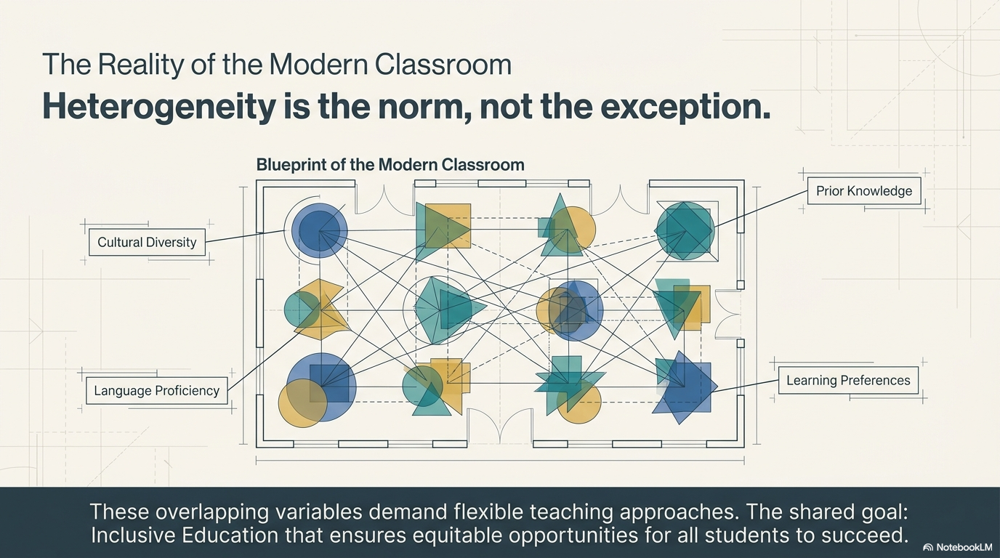 The Reality of the Modern Classroom
Heterogeneity is the norm, not the exception.
Blueprint of the Modern Classroom
Prior Knowledge
Cultural Diversity
Language Proficiency
Learning Preferences
These overlapping variables demand flexible teaching approaches. The shared goal:
Inclusive Education that ensures equitable opportunities for all students to succeed.
NotebookLM